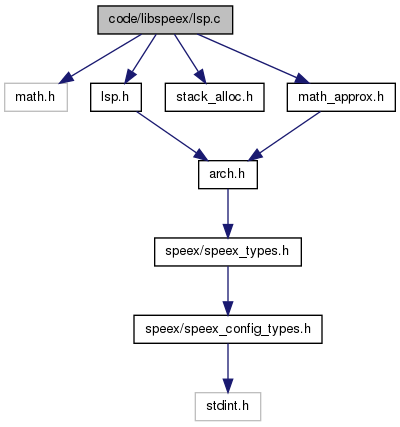 code/libspeex/lsp.c
math.h
lsp.h
stack_alloc.h
math_approx.h
arch.h
speex/speex_types.h
speex/speex_config_types.h
stdint.h